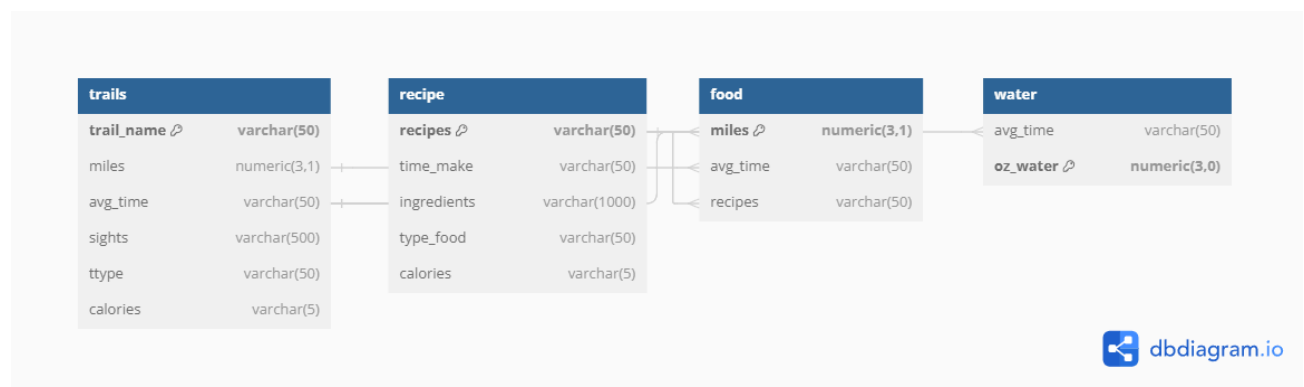 trails
trail_name varchar(50)
miles numeric(3,1)
avg_time varchar(50)
sights varchar(500)
ttype varchar(50)
calories varchar(5)
recipe
recipes varchar(50)
time_make varchar(50)
ingredients varchar(1000)
type_food varchar(50)
calories varchar(5)
food
miles numeric(3,1)
avg_time varchar(50)
recipes varchar(50)
water
avg_time varchar(50)
oz_water numeric(3,0)
dbdiagram.io